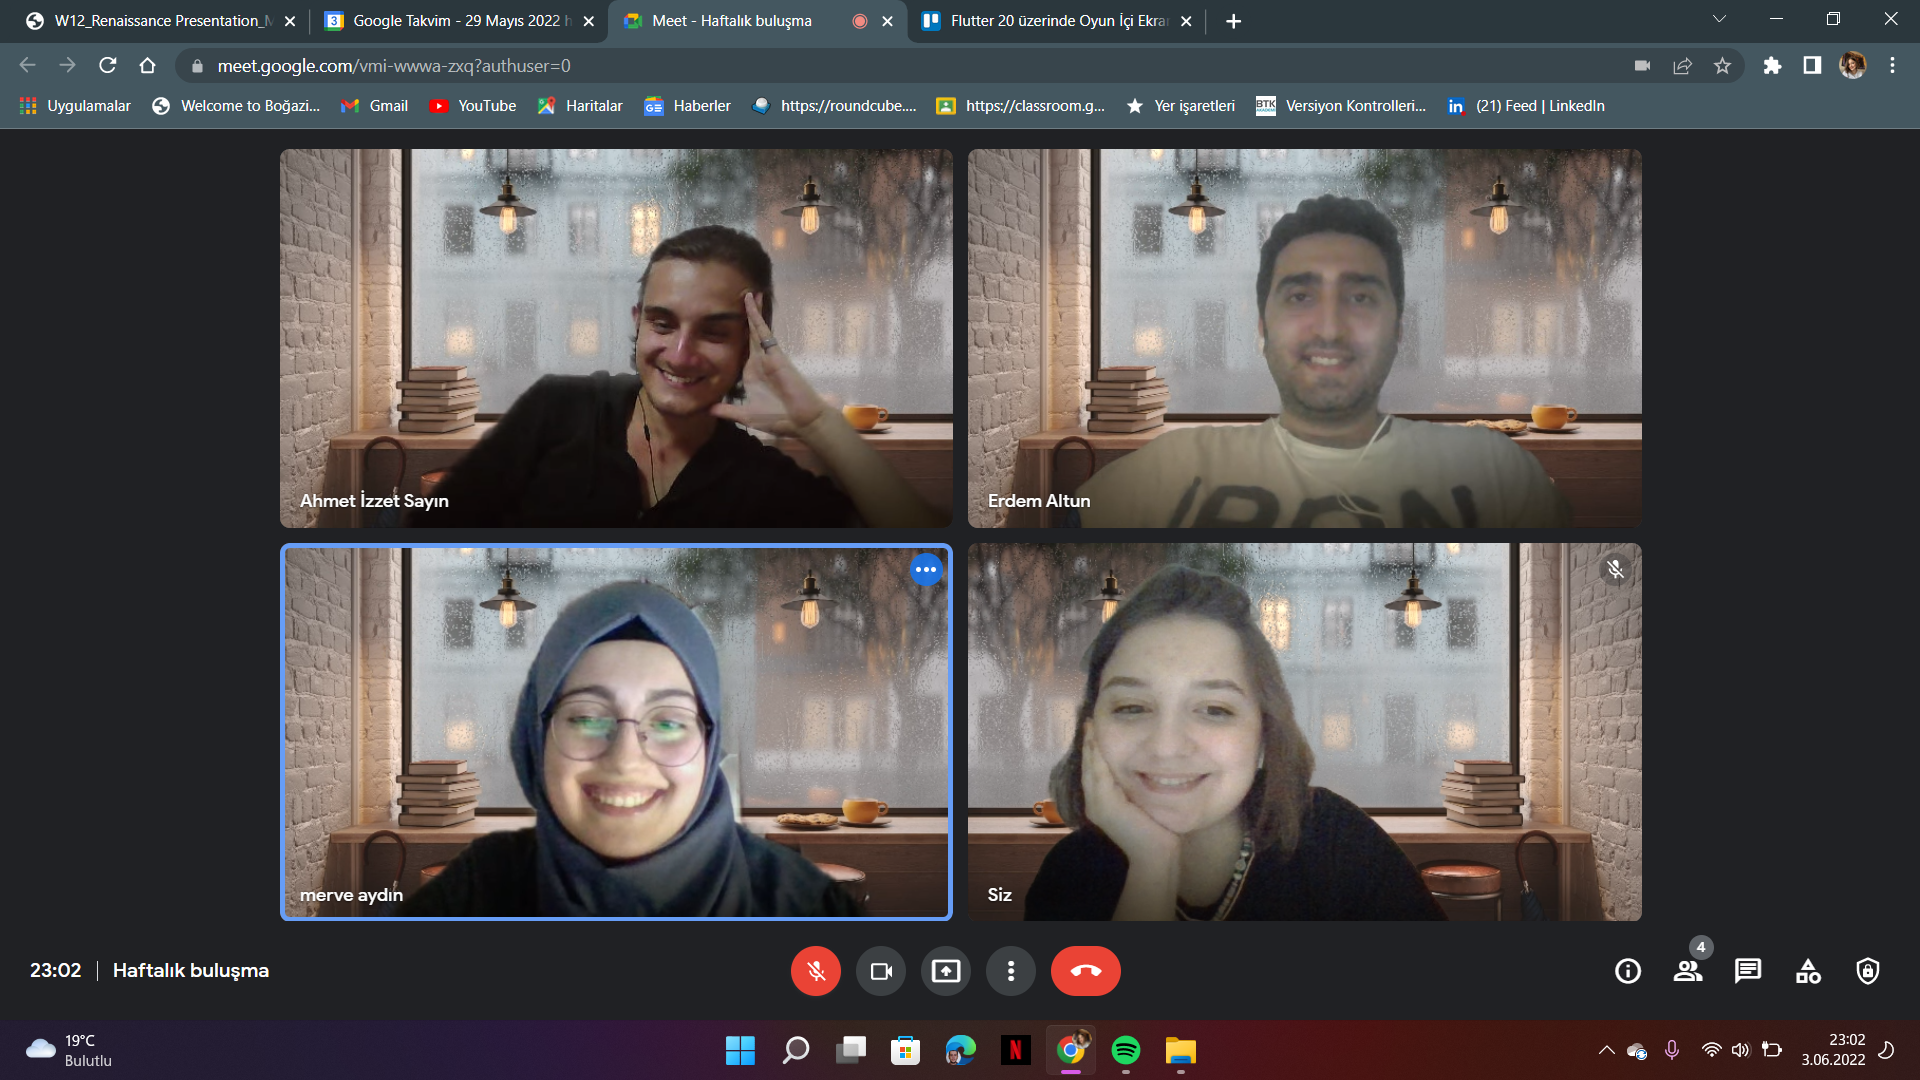 W12_Renaissance Presentation_M
Google Takvim - 29 Mayıs 2022 h
Meet - Haftalık buluşma
Flutter 20 üzerinde Oyun İçi Ekra
meet.google.com/vmi-wwwa-zxq?authuser=0
Uygulamalar
Welcome to Boğazi...
Gmail
YouTube
Haritalar
Haberler
https://roundcube....
https://classroom.g...
Yer işaretleri
BTK
Versiyon Kontrolleri...
(21) Feed | LinkedIn
Ahmet İzzet Sayın
Erdem Altun
merve aydın
Siz
23:02 | Haftalık buluşma
4
19°C
Bulutlu
23:02
3.06.2022